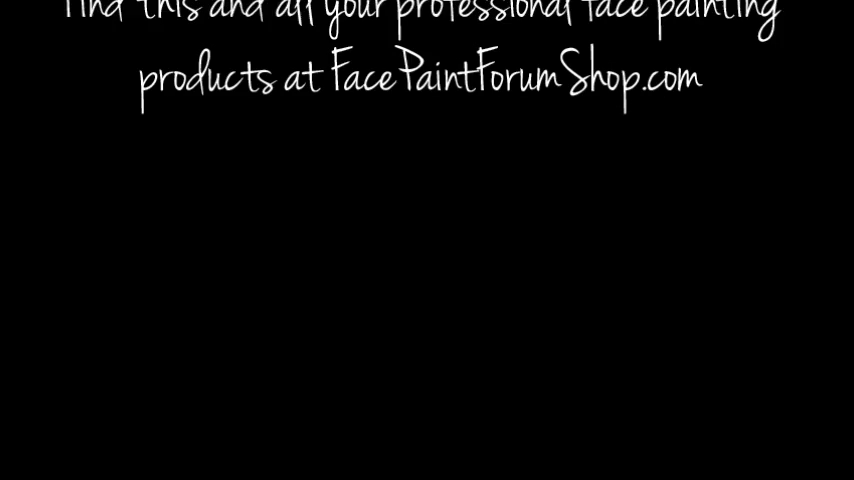 Find this and all your professional face painting
products at FacePaintForumShop.com